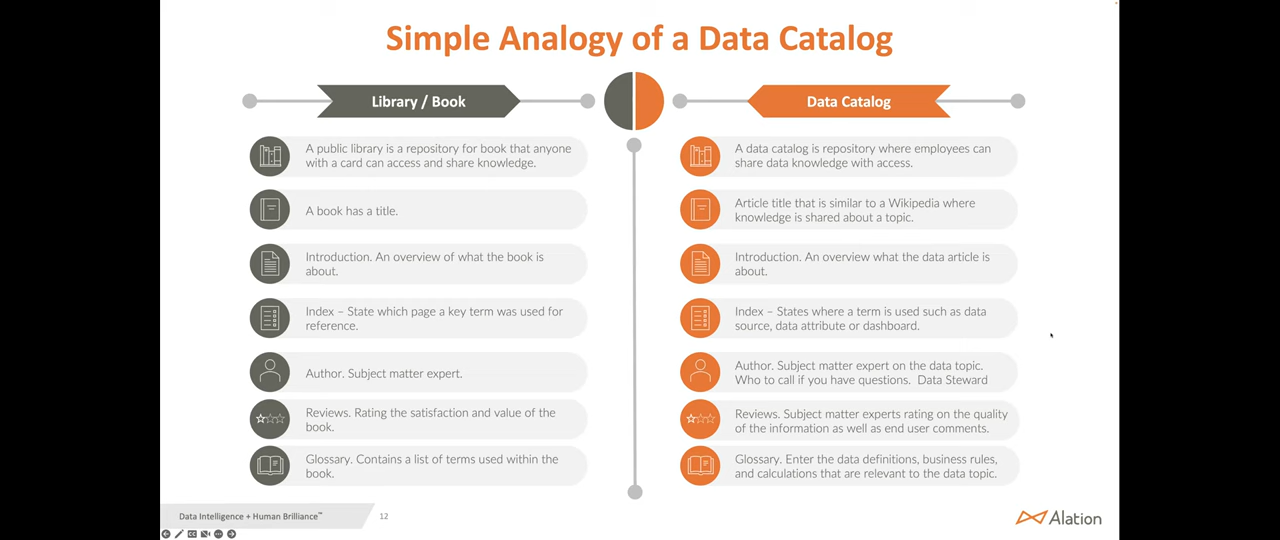 Simple Analogy of a Data Catalog
Library / Book
A public library is a repository for book that anyone
with a card can access and share knowledge.
A book has a title.
Introduction. An overview of what the book is
about.
Index – State which page a key term was used for
reference.
Author. Subject matter expert.
Reviews. Rating the satisfaction and value of the
book.
Glossary. Contains a list of terms used within the
book.
Data Catalog
A data catalog is repository where employees can
share data knowledge with access.
Article title that is similar to a Wikipedia where
knowledge is shared about a topic.
Introduction. An overview what the data article is
about.
Index – States where a term is used such as data
source, data attribute or dashboard.
Author. Subject matter expert on the data topic.
Who to call if you have questions. Data Steward
Reviews. Subject matter experts rating on the quality
of the information as well as end user comments.
Glossary. Enter the data definitions, business rules,
and calculations that are relevant to the data topic.
Data Intelligence + Human Brilliance™
12
Alation